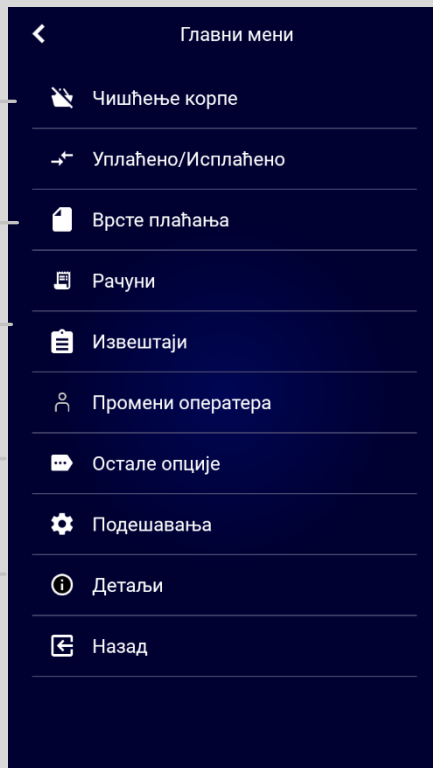 Главни мени
Чишћење корпе
Уплаћено/Исплаћено
Врсте плаћања
Рачуни
Извештаји
Промени оператера
Остале опције
Подешавања
Детаљи
Назад